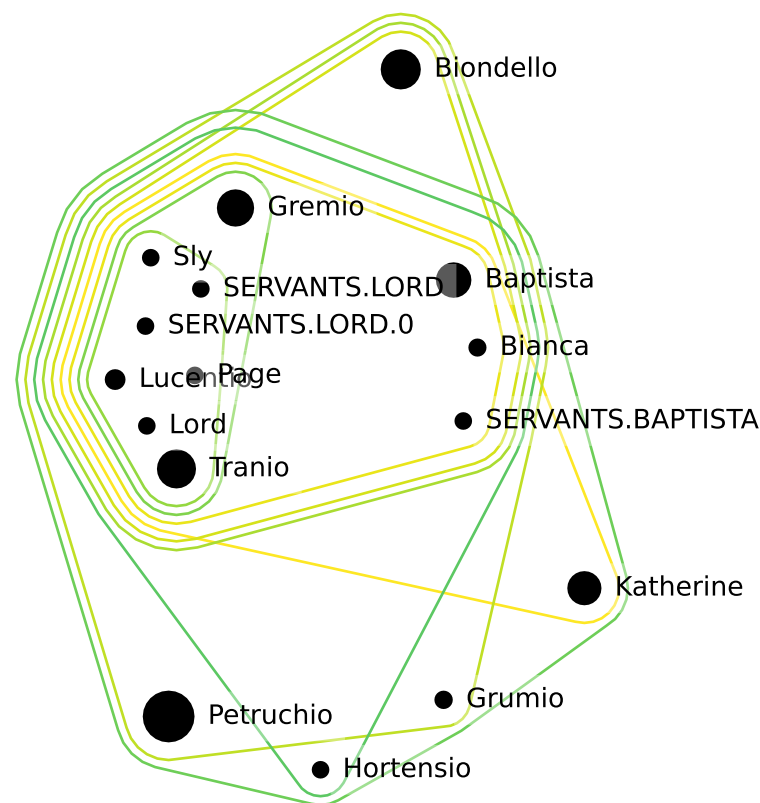 Biondello
Gremio
Sly
SERVANTS.LORD
Baptista
SERVANTS.LORD.0
Bianca
Lucentio
Page
Lord
SERVANTS.BAPTISTA
Tranio
Katherine
Grumio
Petruchio
Hortensio